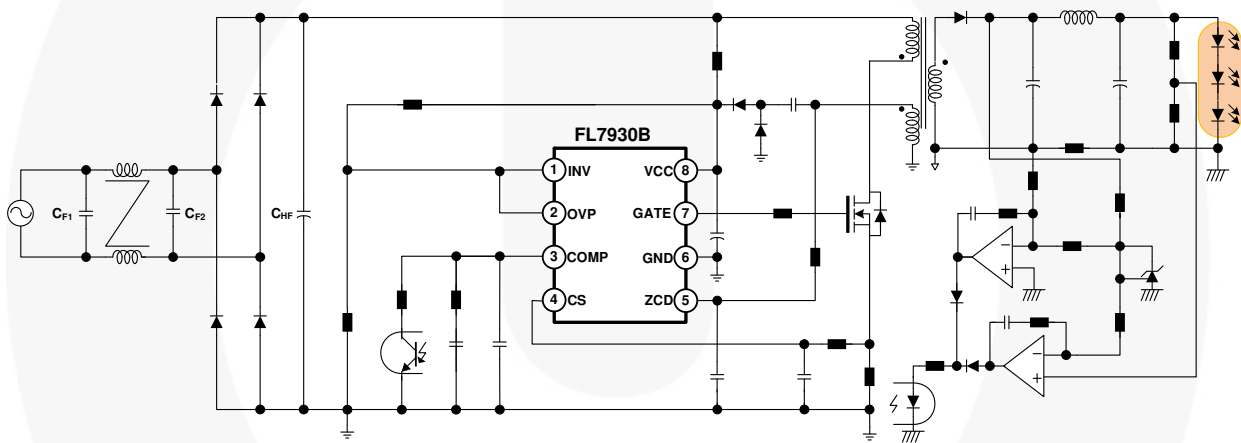 FL7930B
1 INV
VCC 8
2 OVP
GATE 7
CF1
CF2
CHF
3 COMP
GND 6
4 CS
ZCD 5